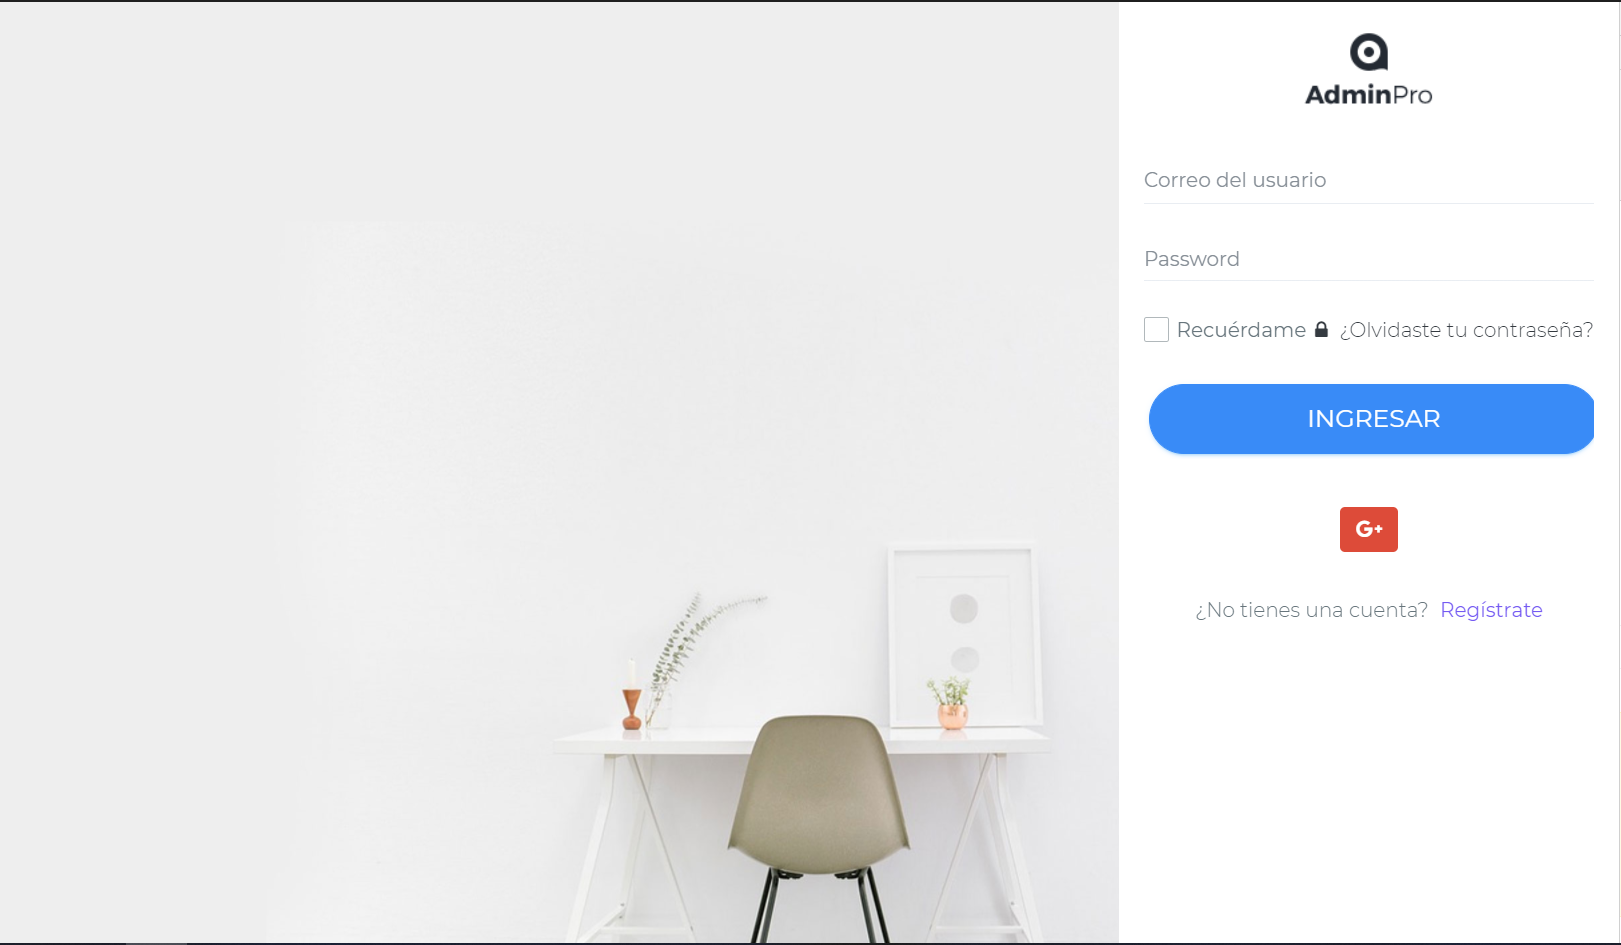 AdminPro
Correo del usuario
Password
Recuérdame ¿Olvidaste tu contraseña?
INGRESAR
G+
¿No tienes una cuenta? Regístrate